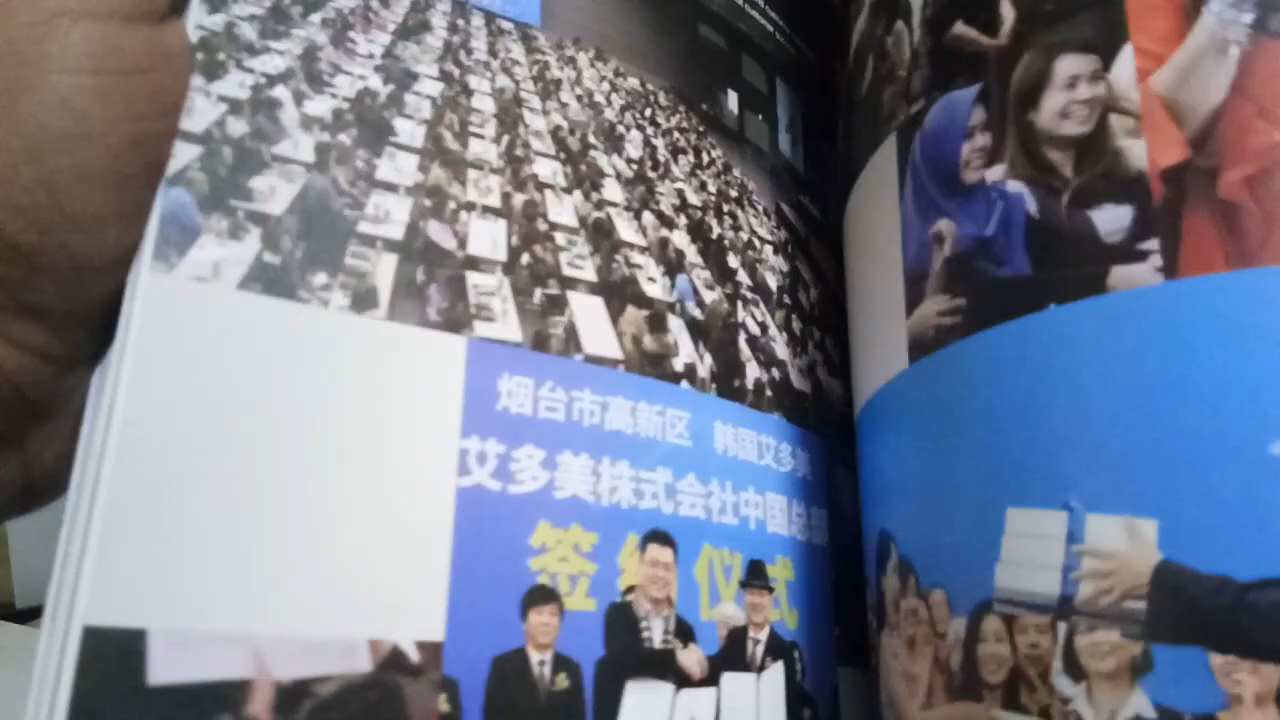 烟台市高新区 韩国艾多美
艾多美株式会社中国总部
签约仪式